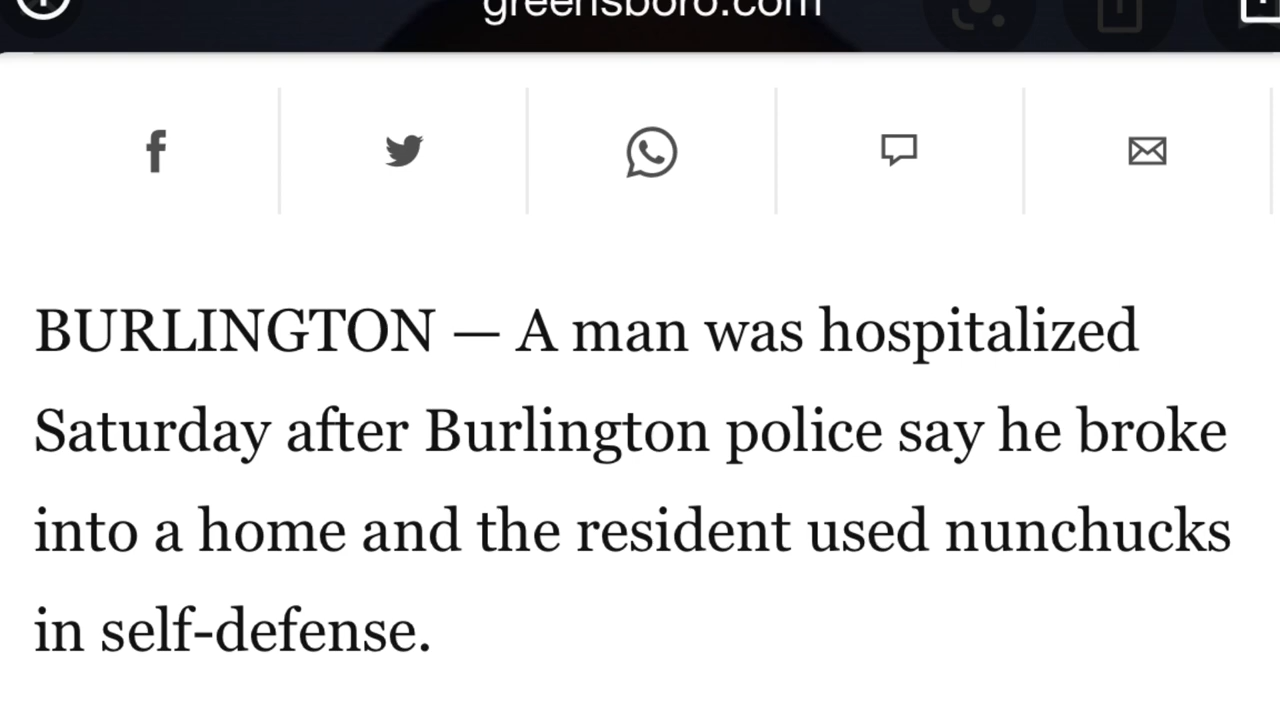 greensboro.com
BURLINGTON — A man was hospitalized
Saturday after Burlington police say he broke
into a home and the resident used nunchucks
in self-defense.